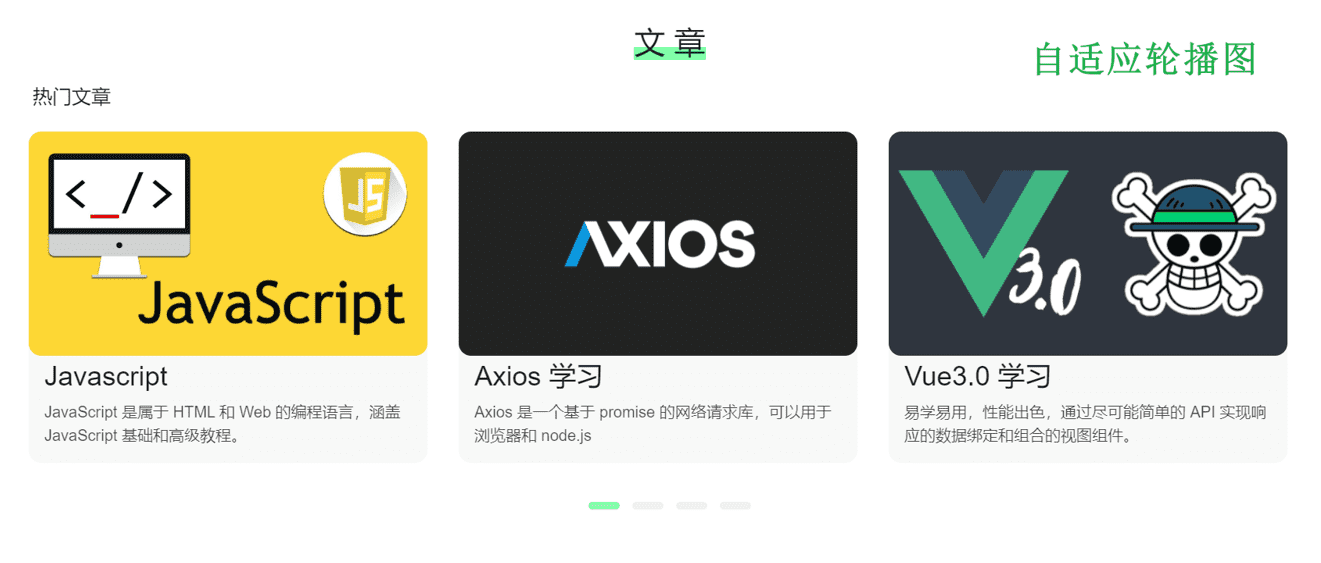 文 章
自适应轮播图
热门文章
< _/>
JS
JavaScript
AXIOS
3.0
Javascript
JavaScript 是属于 HTML 和 Web 的编程语言，涵盖
JavaScript 基础和高级教程。
Axios 学习
Axios 是一个基于 promise 的网络请求库，可以用于
浏览器和 node.js
Vue3.0 学习
易学易用，性能出色，通过尽可能简单的 API 实现响
应的数据绑定和组合的视图组件。